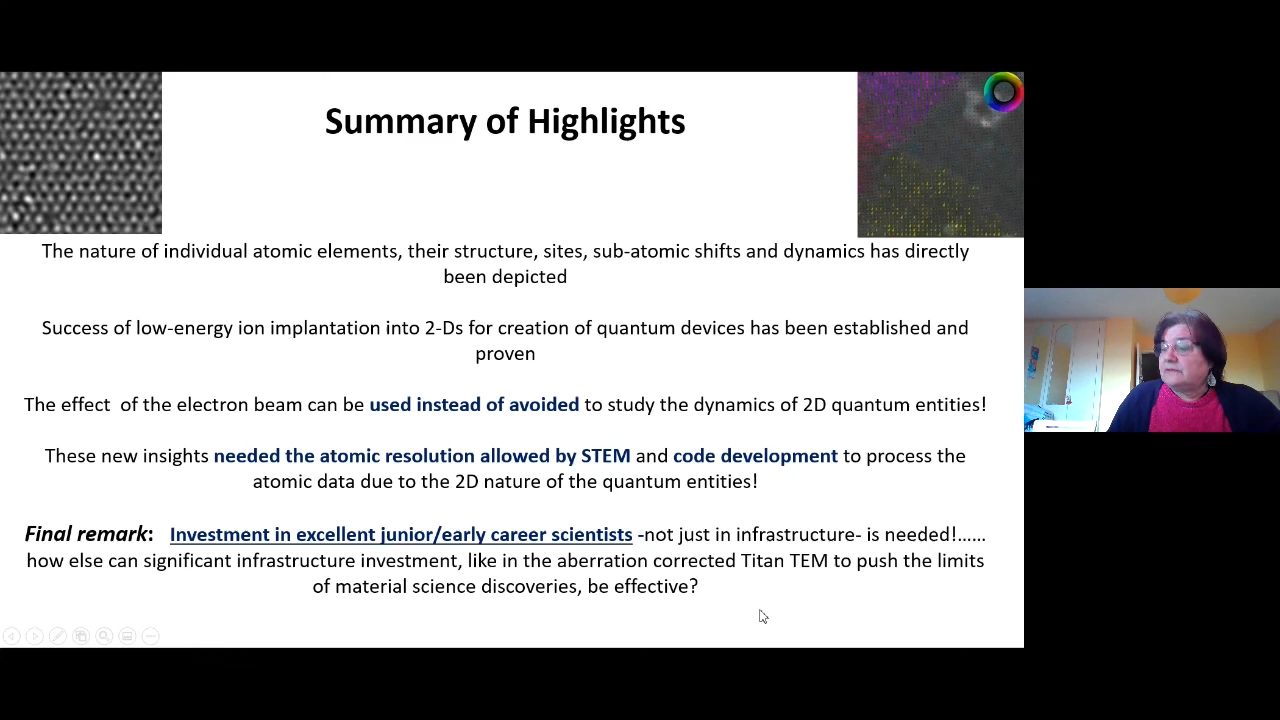 Summary of Highlights
The nature of individual atomic elements, their structure, sites, sub-atomic shifts and dynamics has directly
been depicted
Success of low-energy ion implantation into 2-Ds for creation of quantum devices has been established and
proven
The effect  of the electron beam can be used instead of avoided to study the dynamics of 2D quantum entities!
These new insights needed the atomic resolution allowed by STEM and code development to process the
atomic data due to the 2D nature of the quantum entities!
Final remark:   Investment in excellent junior/early career scientists -not just in infrastructure- is needed!......
how else can significant infrastructure investment, like in the aberration corrected Titan TEM to push the limits
of material science discoveries, be effective?